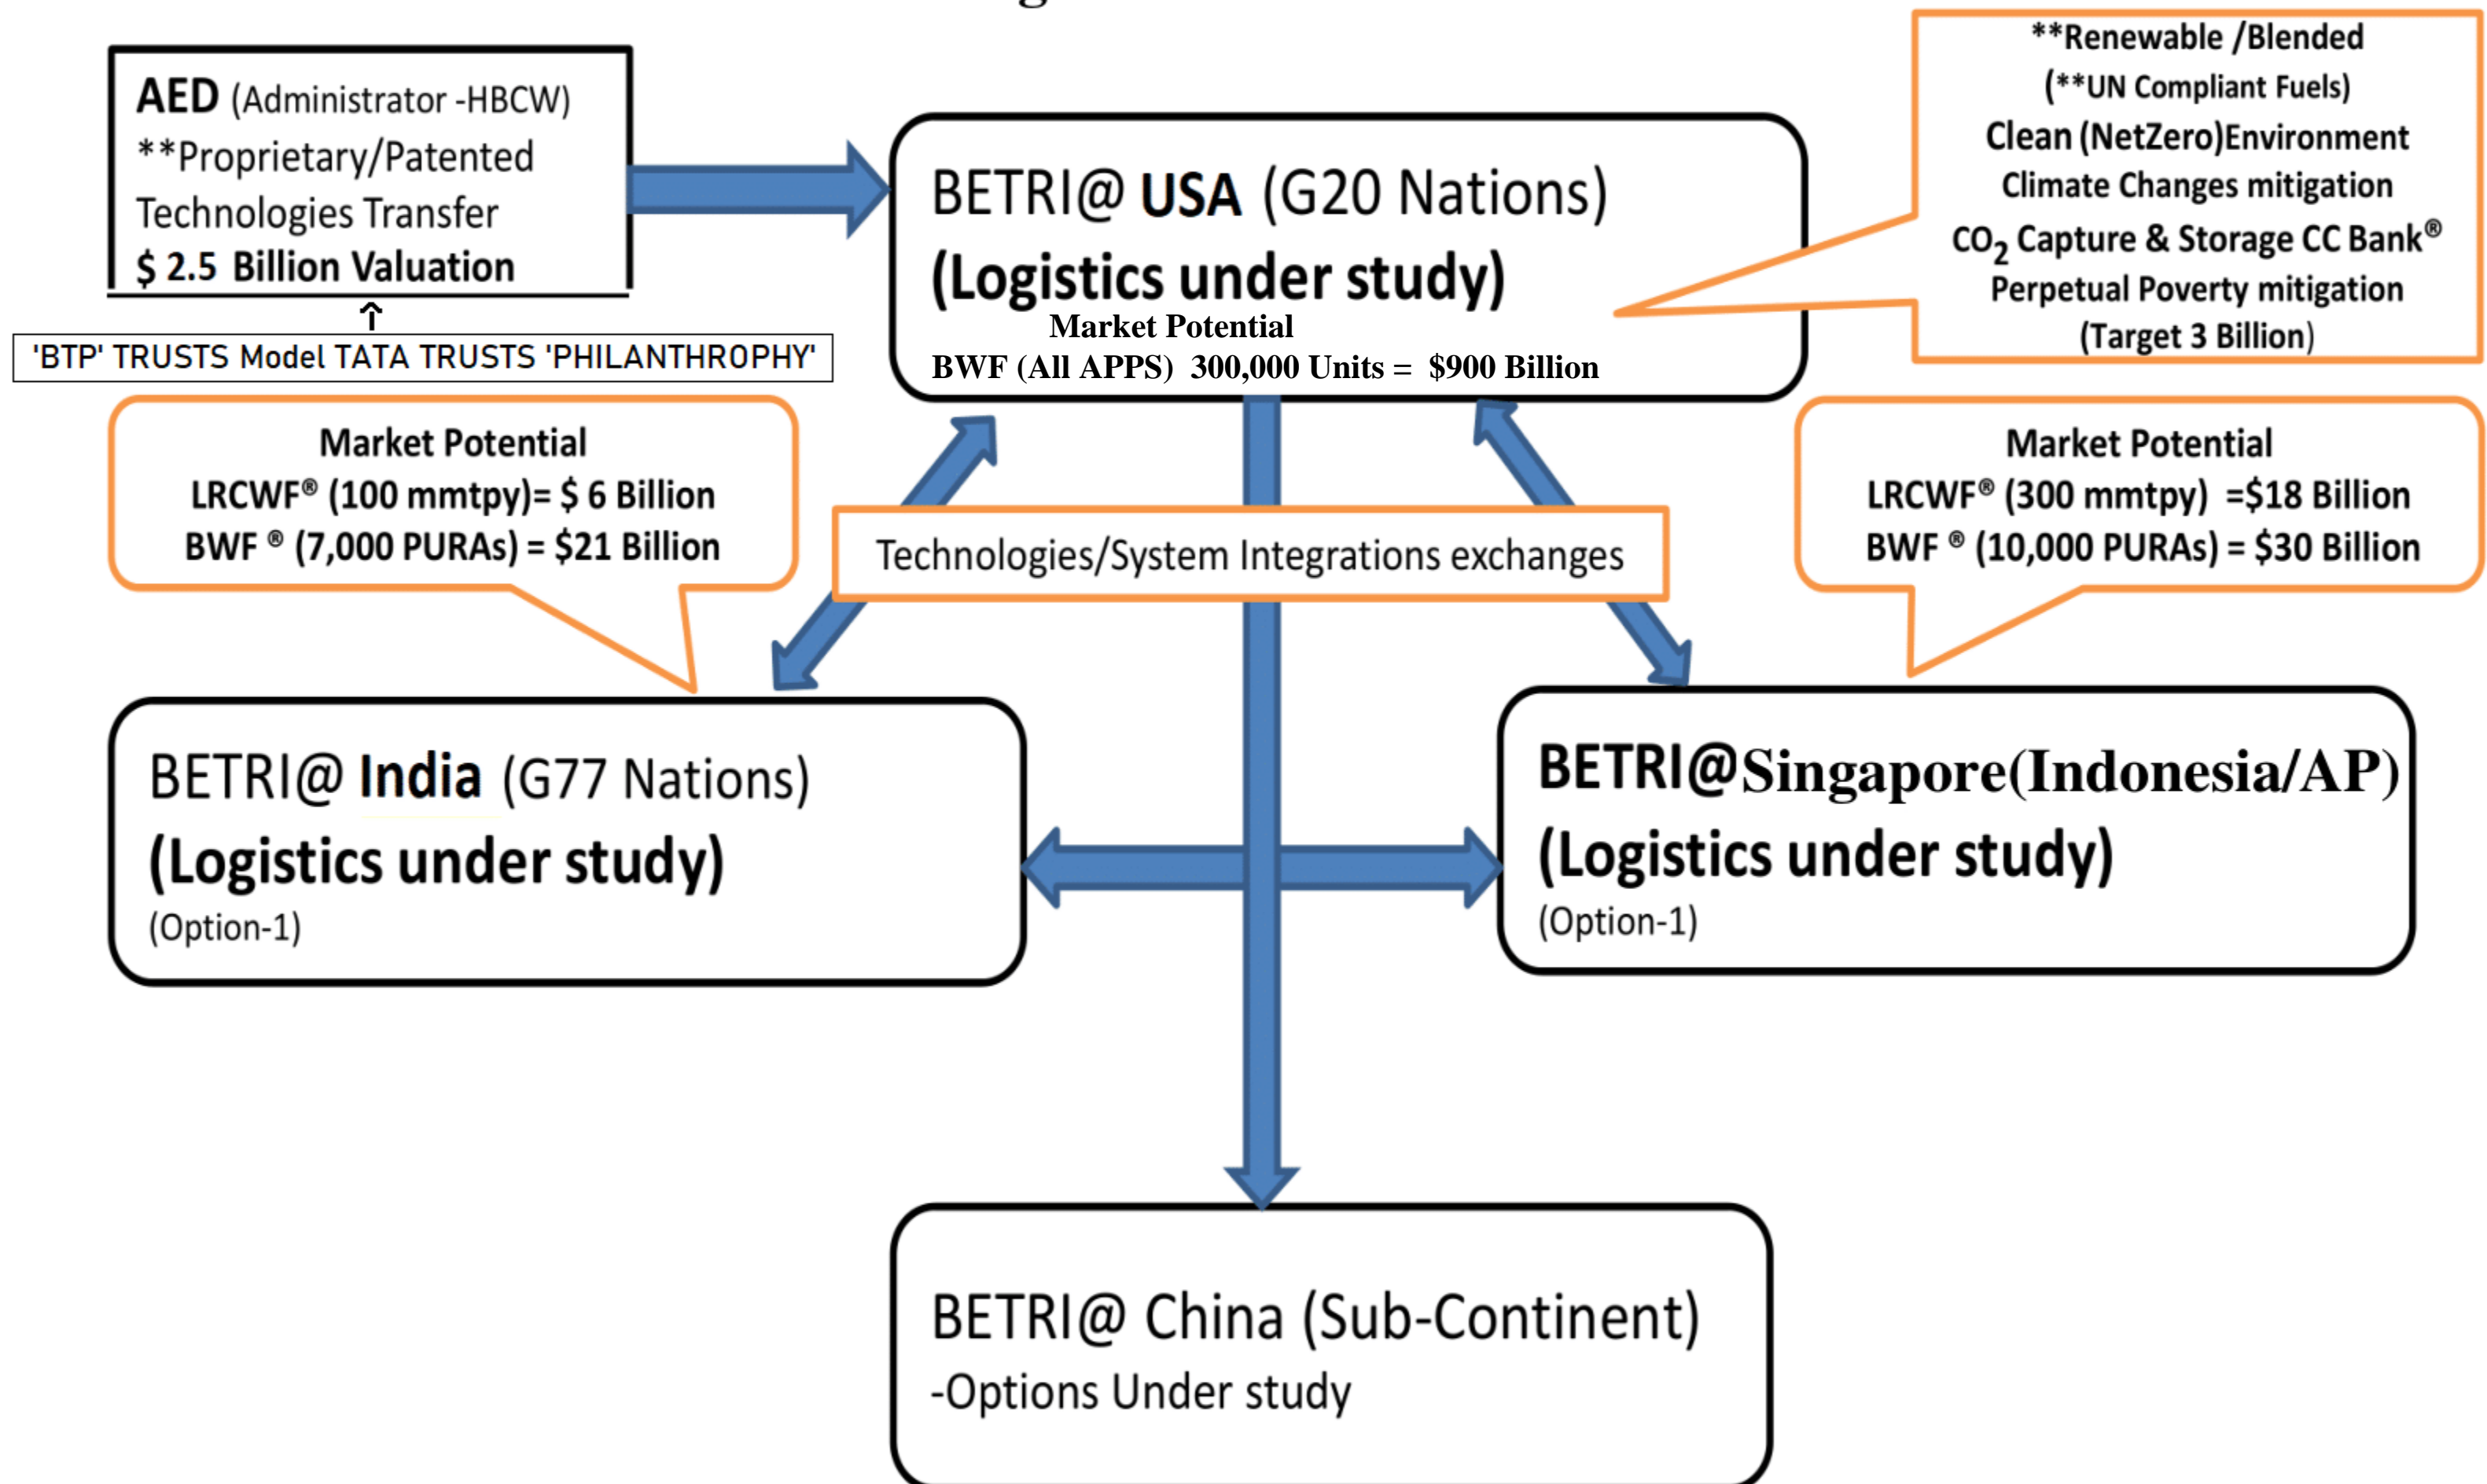 AED (Administrator -HBCW)
**Proprietary/Patented
Technologies Transfer
$ 2.5 Billion Valuation
'BTP' TRUSTS Model TATA TRUSTS 'PHILANTHROPHY'
BETRI@ USA (G20 Nations)
(Logistics under study)
Market Potential
BWF (All APPS) 300,000 Units = $900 Billion
**Renewable /Blended
(**UN Compliant Fuels)
Clean (NetZero)Environment
Climate Changes mitigation
CO2 Capture & Storage CC Bank®
Perpetual Poverty mitigation
(Target 3 Billion)
Market Potential
LRCWF® (100 mmtpy)= $ 6 Billion
BWF ® (7,000 PURAs) = $21 Billion
Technologies/System Integrations exchanges
Market Potential
LRCWF® (300 mmtpy) =$18 Billion
BWF ® (10,000 PURAs) = $30 Billion
BETRI@ India (G77 Nations)
(Logistics under study)
(Option-1)
BETRI@Singapore(Indonesia/AP)
(Logistics under study)
(Option-1)
BETRI@ China (Sub-Continent)
-Options Under study